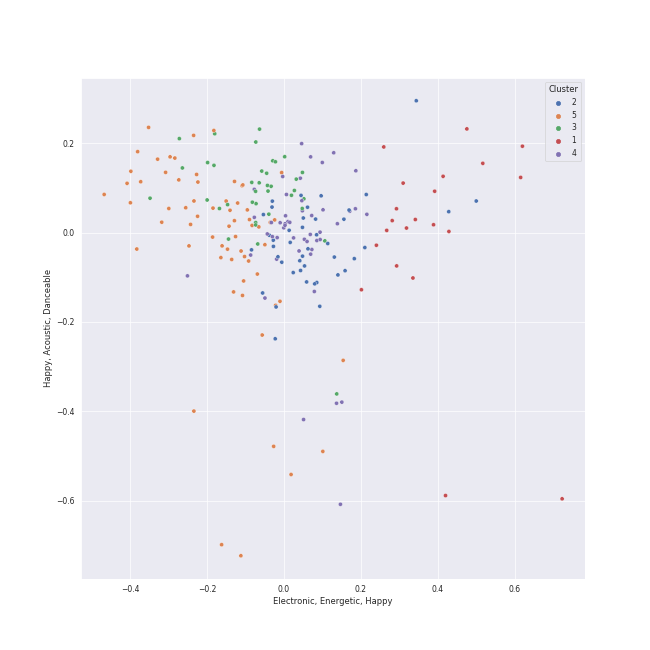 Cluster
2
5
3
1
4
0.2
0.0
−0.2
−0.4
−0.6
Happy, Acoustic, Danceable
−0.4 −0.2 0.0 0.2 0.4 0.6
Electronic, Energetic, Happy